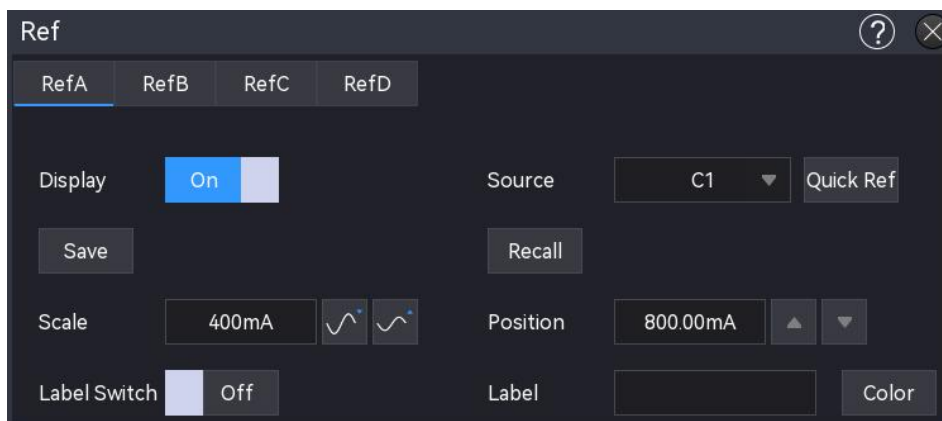 Ref ?
RefA RefB RefC RefD
Display On Source C1 Quick Ref
Save Recall
Scale 400mA Position 800.00mA
Label Switch Off Label Color